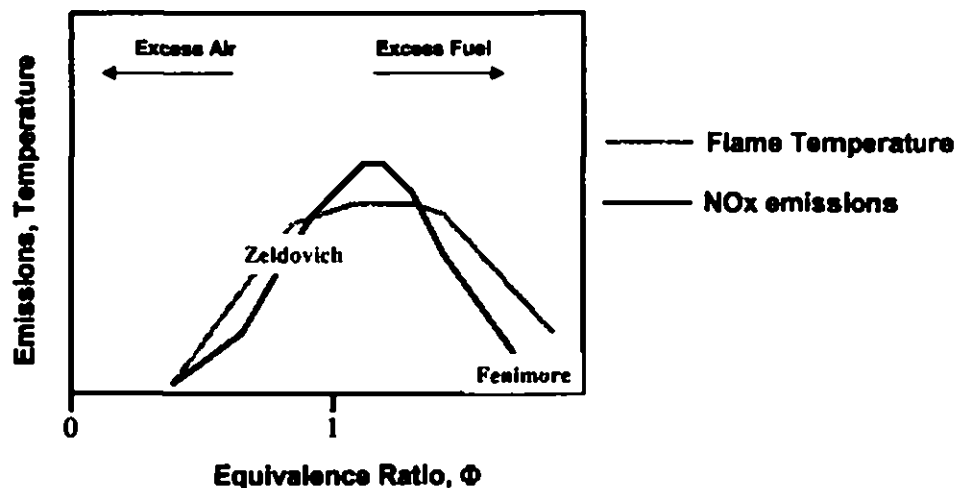 Excess Air
Excess Fuel
Emissions, Temperature
Flame Temperature
NOx emissions
Zeldovich
Fenimore
0
1
Equivalence Ratio, Φ